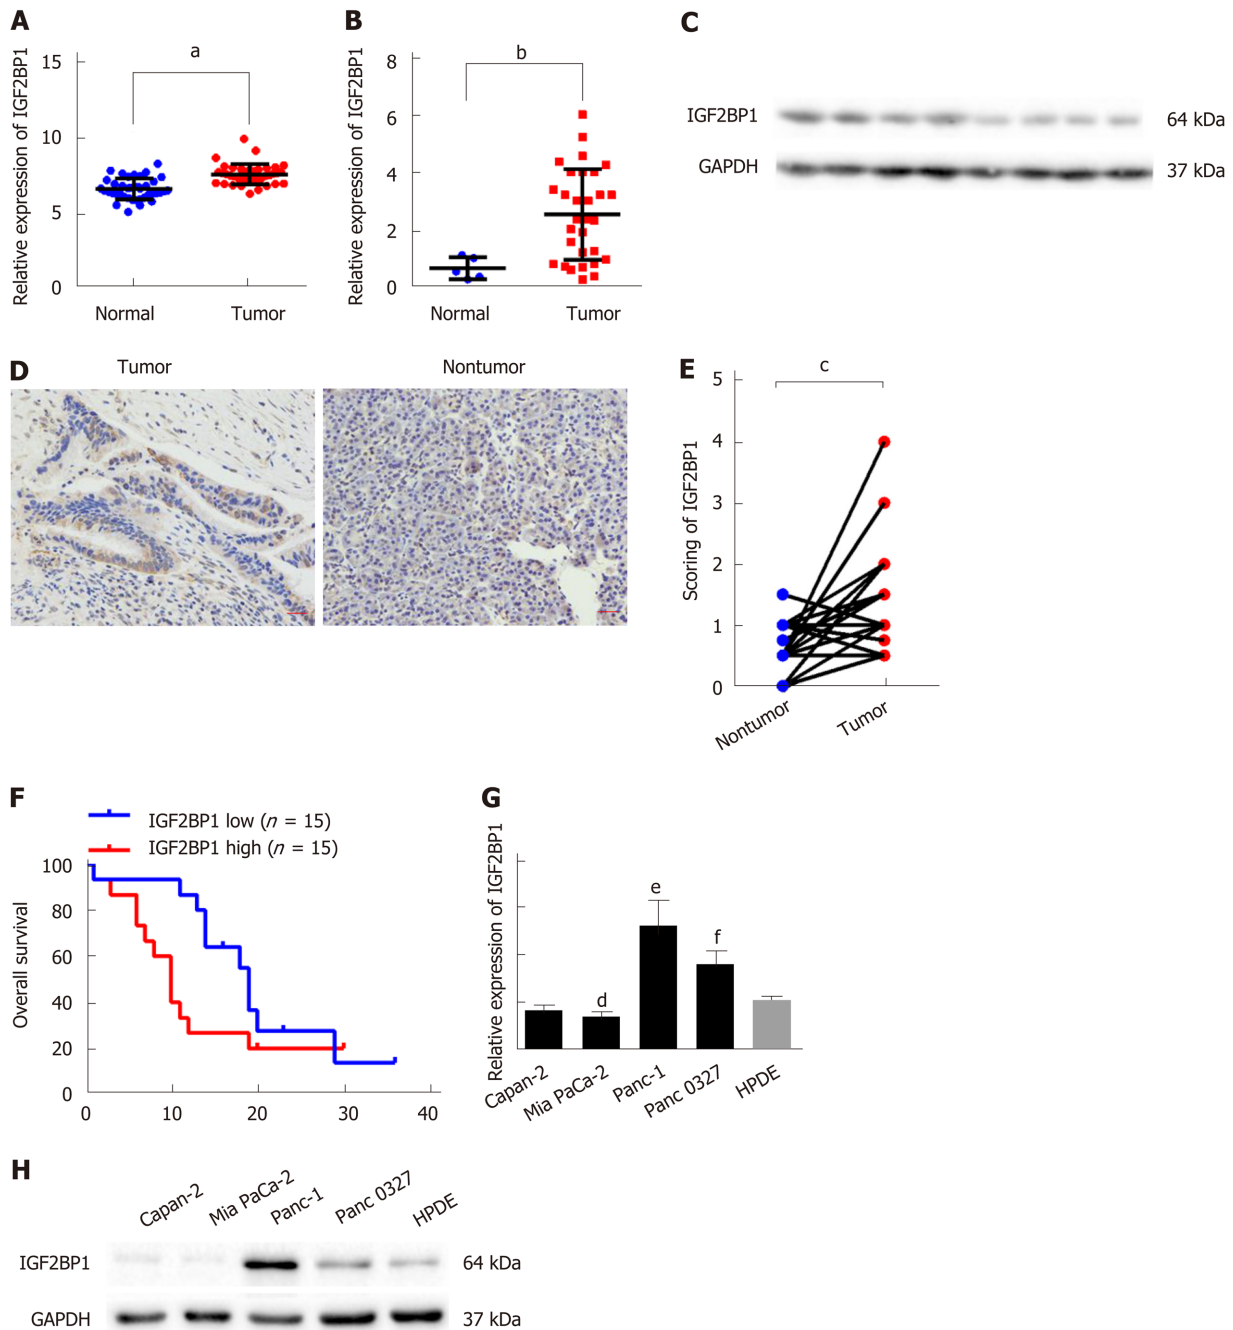 A
Relative expression of IGF2BP1
15
10
5
0
a
Normal
Tumor
B
Relative expression of IGF2BP1
8
6
4
2
0
b
Normal
Tumor
C
IGF2BP1
64 kDa
GAPDH
37 kDa
D
Tumor
Nontumor
E
Scoring of IGF2BP1
5
4
3
2
1
0
c
Nontumor
Tumor
F
IGF2BP1 low (n = 15)
IGF2BP1 high (n = 15)
Overall survival
100
80
60
40
20
0
0
10
20
30
40
G
Relative expression of IGF2BP1
d
e
f
Capan-2
Mia PaCa-2
Panc-1
Panc 0327
HPDE
H
Capan-2
Mia PaCa-2
Panc-1
Panc 0327
HPDE
IGF2BP1
64 kDa
GAPDH
37 kDa